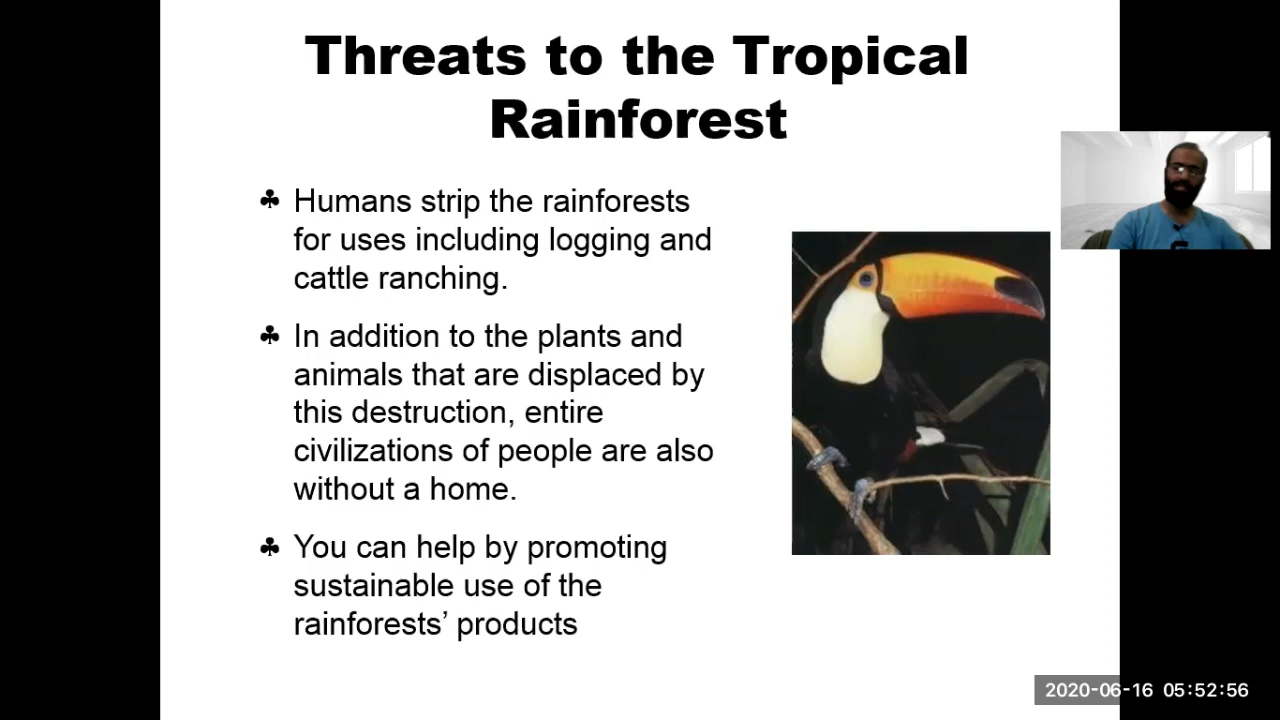 Threats to the Tropical
Rainforest
♣ Humans strip the rainforests
for uses including logging and
cattle ranching.
♣ In addition to the plants and
animals that are displaced by
this destruction, entire
civilizations of people are also
without a home.
♣ You can help by promoting
sustainable use of the
rainforests’ products
2020-06-16 05:52:56